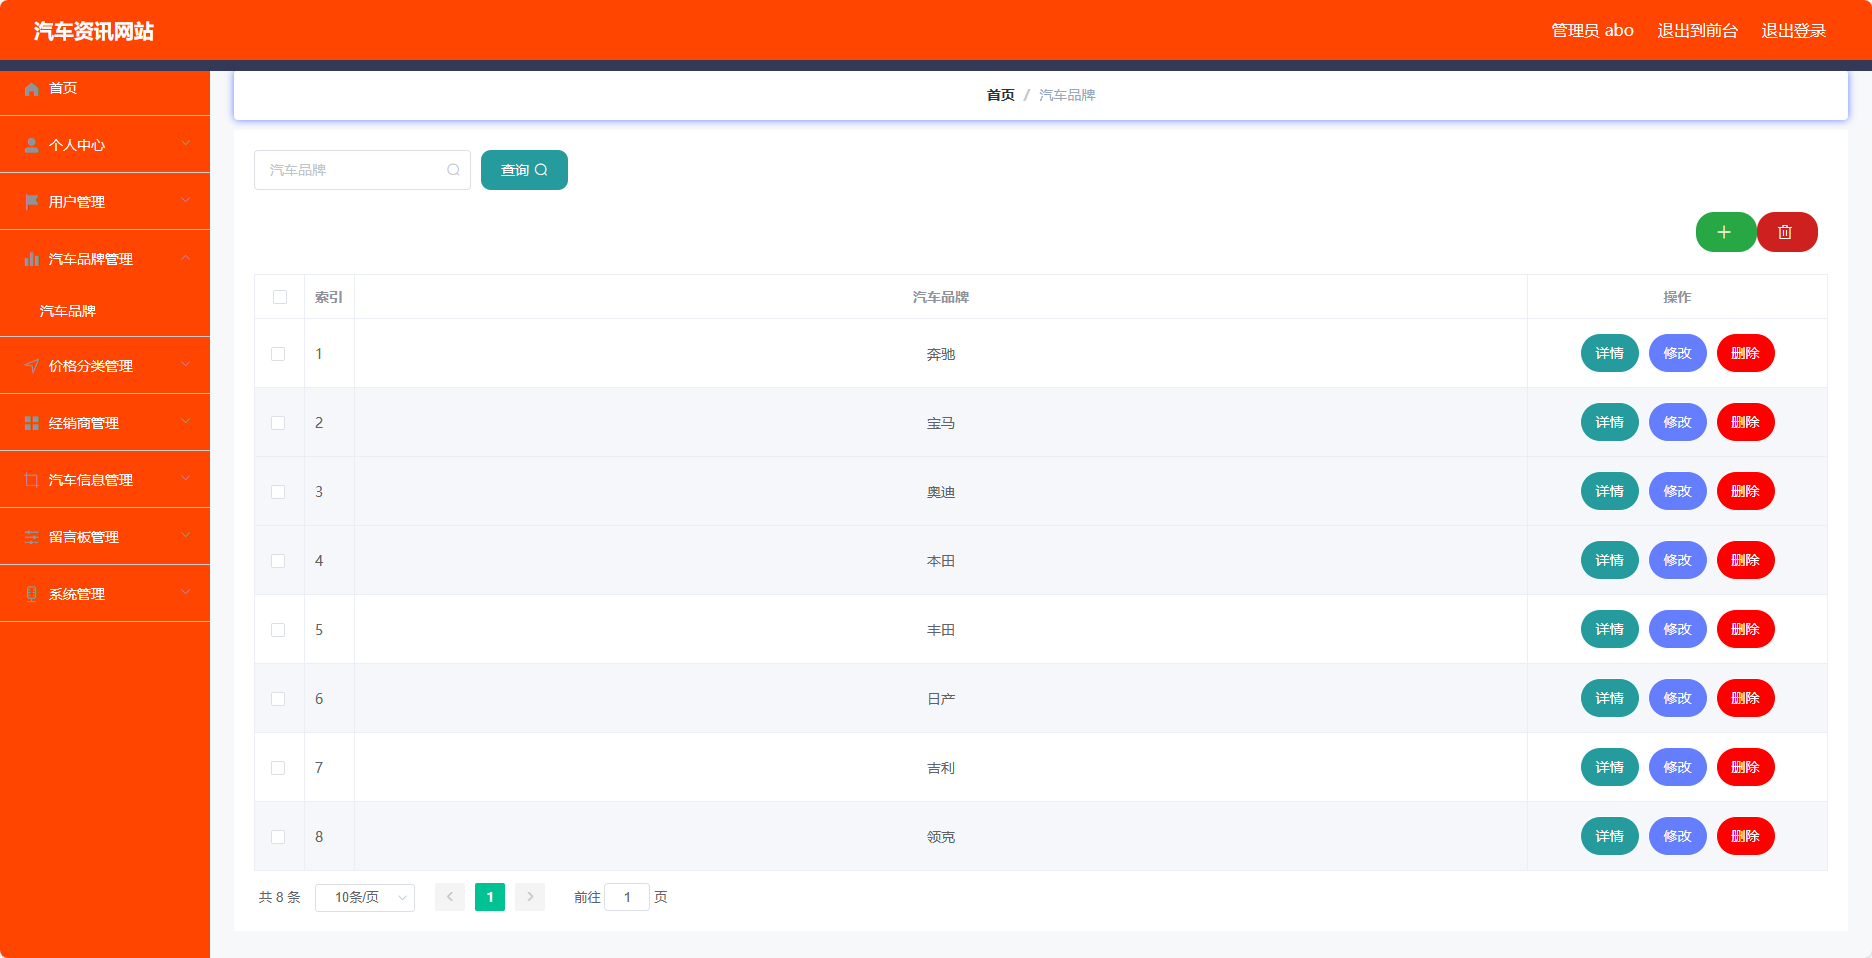 汽车资讯网站
管理员 abo 退出到前台 退出登录
首页
个人中心
用户管理
汽车品牌管理
汽车品牌
价格分类管理
经销商管理
汽车信息管理
留言板管理
系统管理
首页 / 汽车品牌
汽车品牌 查询
索引 汽车品牌 操作
1 奔驰 详情 修改 删除
2 宝马 详情 修改 删除
3 奥迪 详情 修改 删除
4 本田 详情 修改 删除
5 丰田 详情 修改 删除
6 日产 详情 修改 删除
7 吉利 详情 修改 删除
8 领克 详情 修改 删除
共 8 条 10条/页 1 前往 1 页